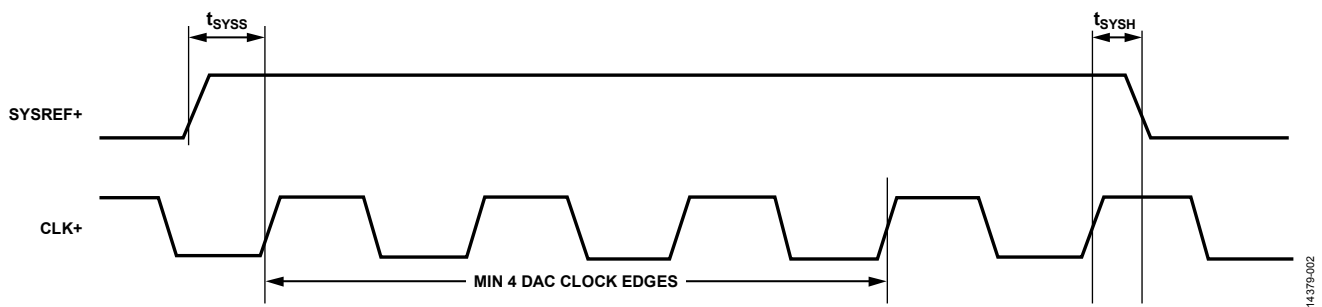 tSYSS
tSYSH
SYSREF+
CLK+
MIN 4 DAC CLOCK EDGES
14379-002